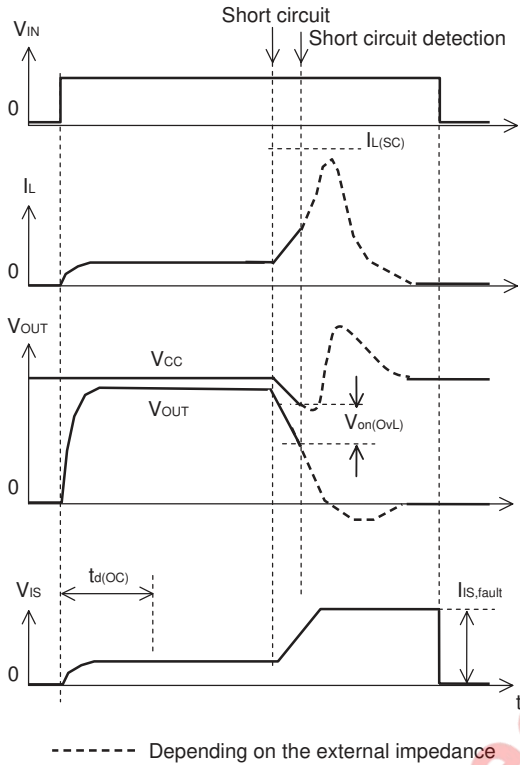 Short circuit
VIN
Short circuit detection
0
IL(SC)
IL
0
VOUT
VCC
VOUT
Von(OvL)
0
td(OC)
VIS
IIS,fault
0
t
Depending on the external impedance